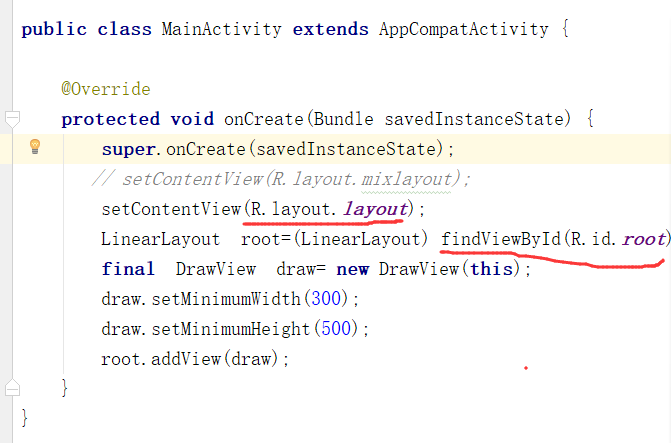 public class MainActivity extends AppCompatActivity {
@Override
protected void onCreate(Bundle savedInstanceState) {
super.onCreate(savedInstanceState);
// setContentView(R.layout.mixlayout);
setContentView(R.layout.layout);
LinearLayout root=(LinearLayout) findViewById(R.id.root)
final DrawView draw= new DrawView(this);
draw.setMinimumWidth(300);
draw.setMinimumHeight(500);
root.addView(draw);
}
}